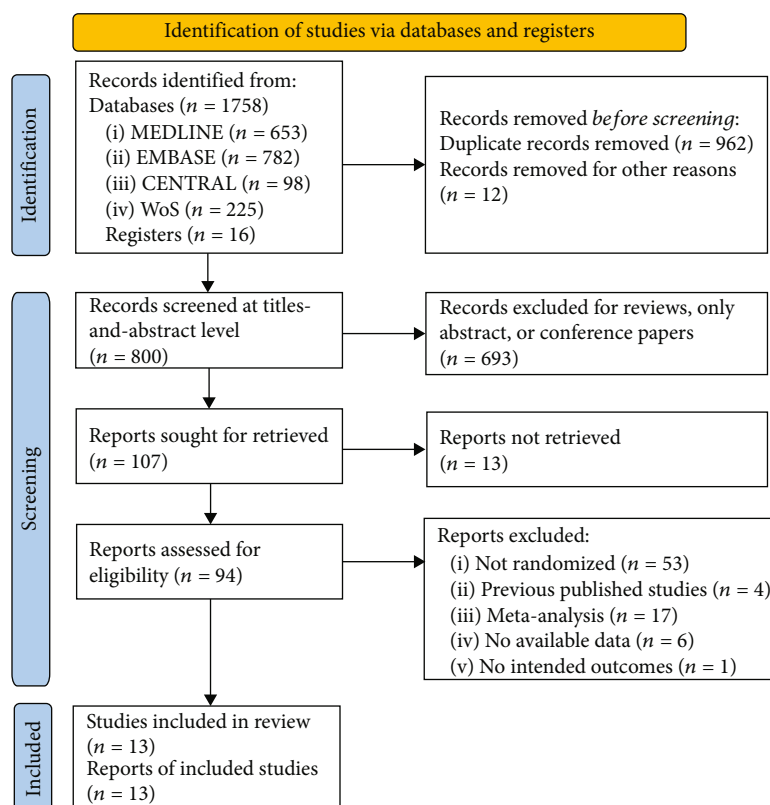 Identification of studies via databases and registers
Identification
Records identified from:
Databases (n = 1758)
(i) MEDLINE (n = 653)
(ii) EMBASE (n = 782)
(iii) CENTRAL (n = 98)
(iv) WoS (n = 225)
Registers (n = 16)
Records removed before screening:
Duplicate records removed (n = 962)
Records removed for other reasons
(n = 12)
Screening
Records screened at titles-
and-abstract level
(n = 800)
Records excluded for reviews, only
abstract, or conference papers
(n = 693)
Reports sought for retrieved
(n = 107)
Reports not retrieved
(n = 13)
Reports assessed for
eligibility (n = 94)
Reports excluded:
(i) Not randomized (n = 53)
(ii) Previous published studies (n = 4)
(iii) Meta-analysis (n = 17)
(iv) No available data (n = 6)
(v) No intended outcomes (n = 1)
Included
Studies included in review
(n = 13)
Reports of included studies
(n = 13)